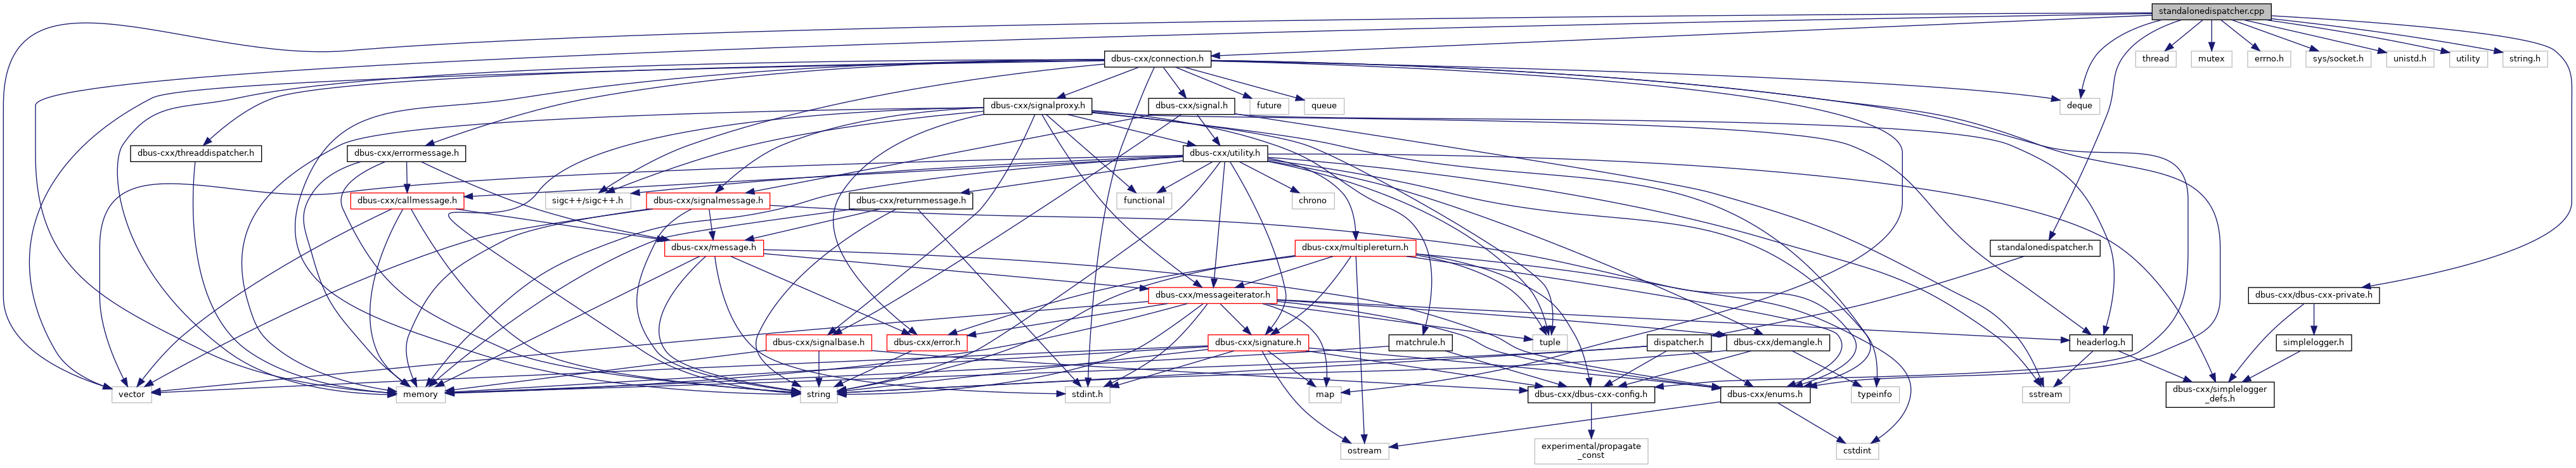 standalonedispatcher.cpp
dbus-cxx/connection.h
thread
mutex
errno.h
sys/socket.h
unistd.h
utility
string.h
dbus-cxx/signalproxy.h
dbus-cxx/signal.h
future
queue
deque
dbus-cxx/threaddispatcher.h
dbus-cxx/errormessage.h
dbus-cxx/utility.h
dbus-cxx/callmessage.h
sigc++/sigc++.h
dbus-cxx/signalmessage.h
dbus-cxx/returnmessage.h
functional
chrono
dbus-cxx/message.h
dbus-cxx/multiplereturn.h
standalonedispatcher.h
dbus-cxx/messageiterator.h
dbus-cxx/dbus-cxx-private.h
dbus-cxx/signalbase.h
dbus-cxx/error.h
dbus-cxx/signature.h
matchrule.h
tuple
dispatcher.h
dbus-cxx/demangle.h
headerlog.h
simplelogger.h
vector
memory
string
stdint.h
map
dbus-cxx/dbus-cxx-config.h
dbus-cxx/enums.h
typeinfo
sstream
dbus-cxx/simplelogger
_defs.h
ostream
experimental/propagate
_const
cstdint